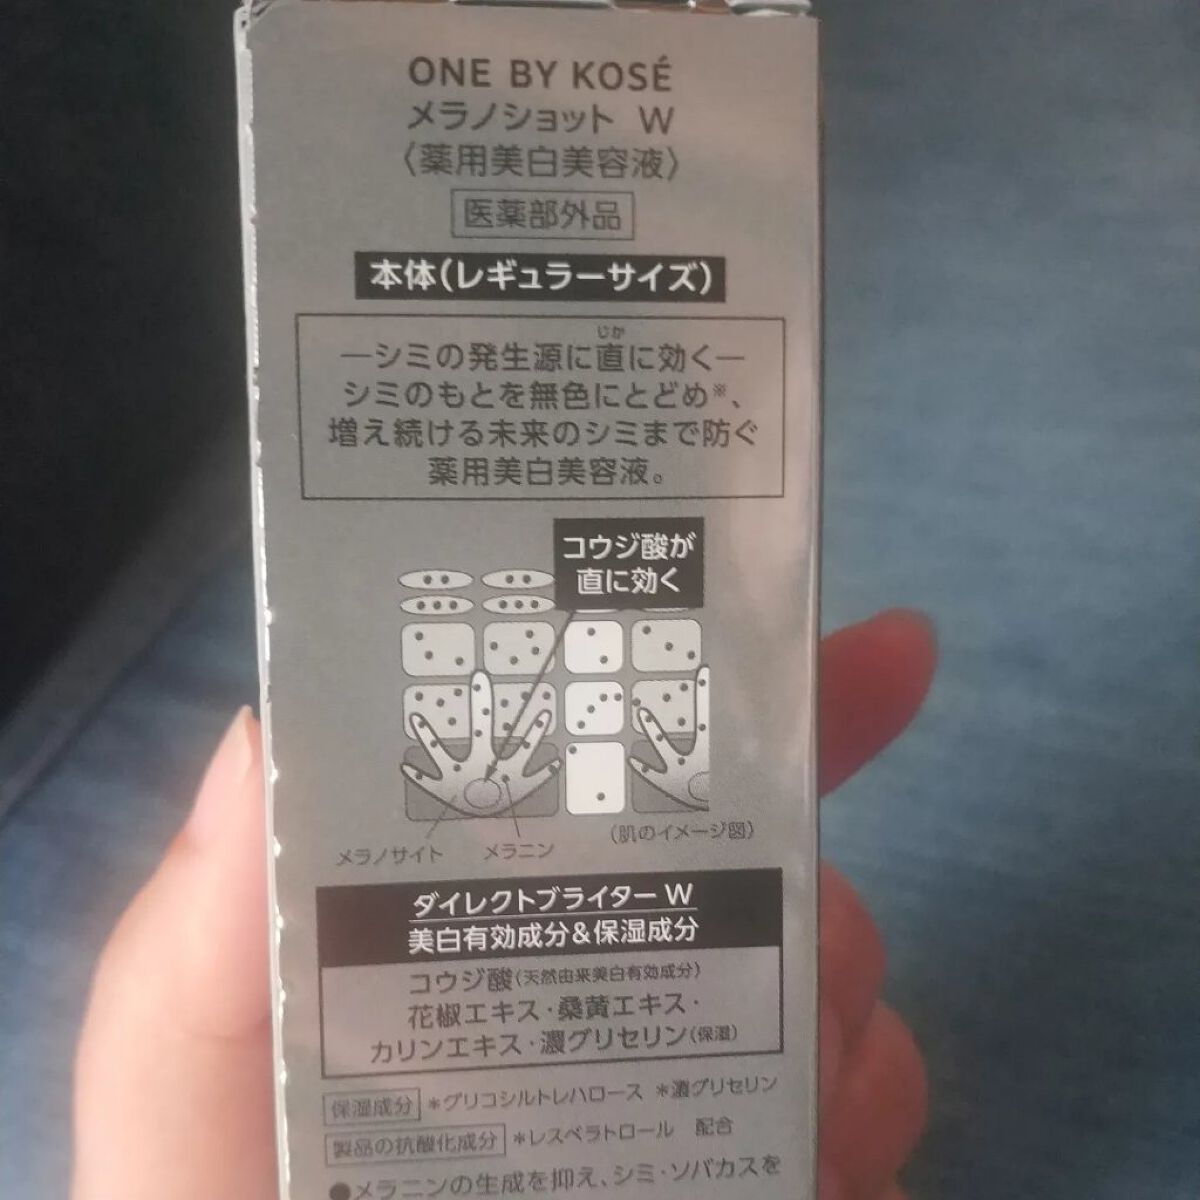 ONE BY KOSÉ
メラノショット W
〈薬用美白美容液〉
医薬部外品
本体(レギュラーサイズ)
じか
―シミの発生源に直に効く―
シミのもとを無色にとどめ※、
増え続ける未来のシミまで防ぐ
薬用美白美容液。
コウジ酸が
直に効く
(肌のイメージ図)
メラノサイト メラニン
ダイレクトブライター W
美白有効成分&保湿成分
コウジ酸(天然由来美白有効成分)
花椒エキス・桑黄エキス・
カリンエキス・濃グリセリン(保湿)
保湿成分 *グリコシルトレハロース *濃グリセリン
製品の抗酸化成分 *レスベラトロール 配合
●メラニンの生成を抑え、シミ・ソバカスを